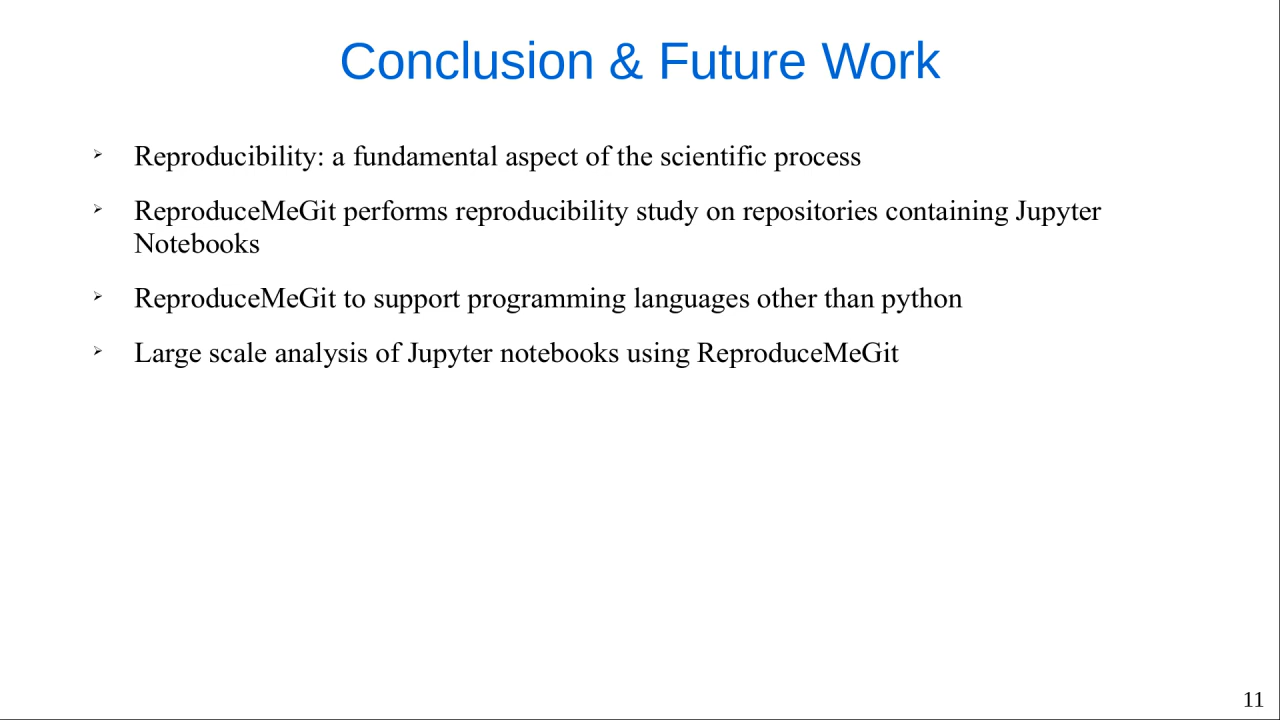 Conclusion & Future Work
➢ Reproducibility: a fundamental aspect of the scientific process
➢ ReproduceMeGit performs reproducibility study on repositories containing Jupyter
Notebooks
➢ ReproduceMeGit to support programming languages other than python
➢ Large scale analysis of Jupyter notebooks using ReproduceMeGit
11